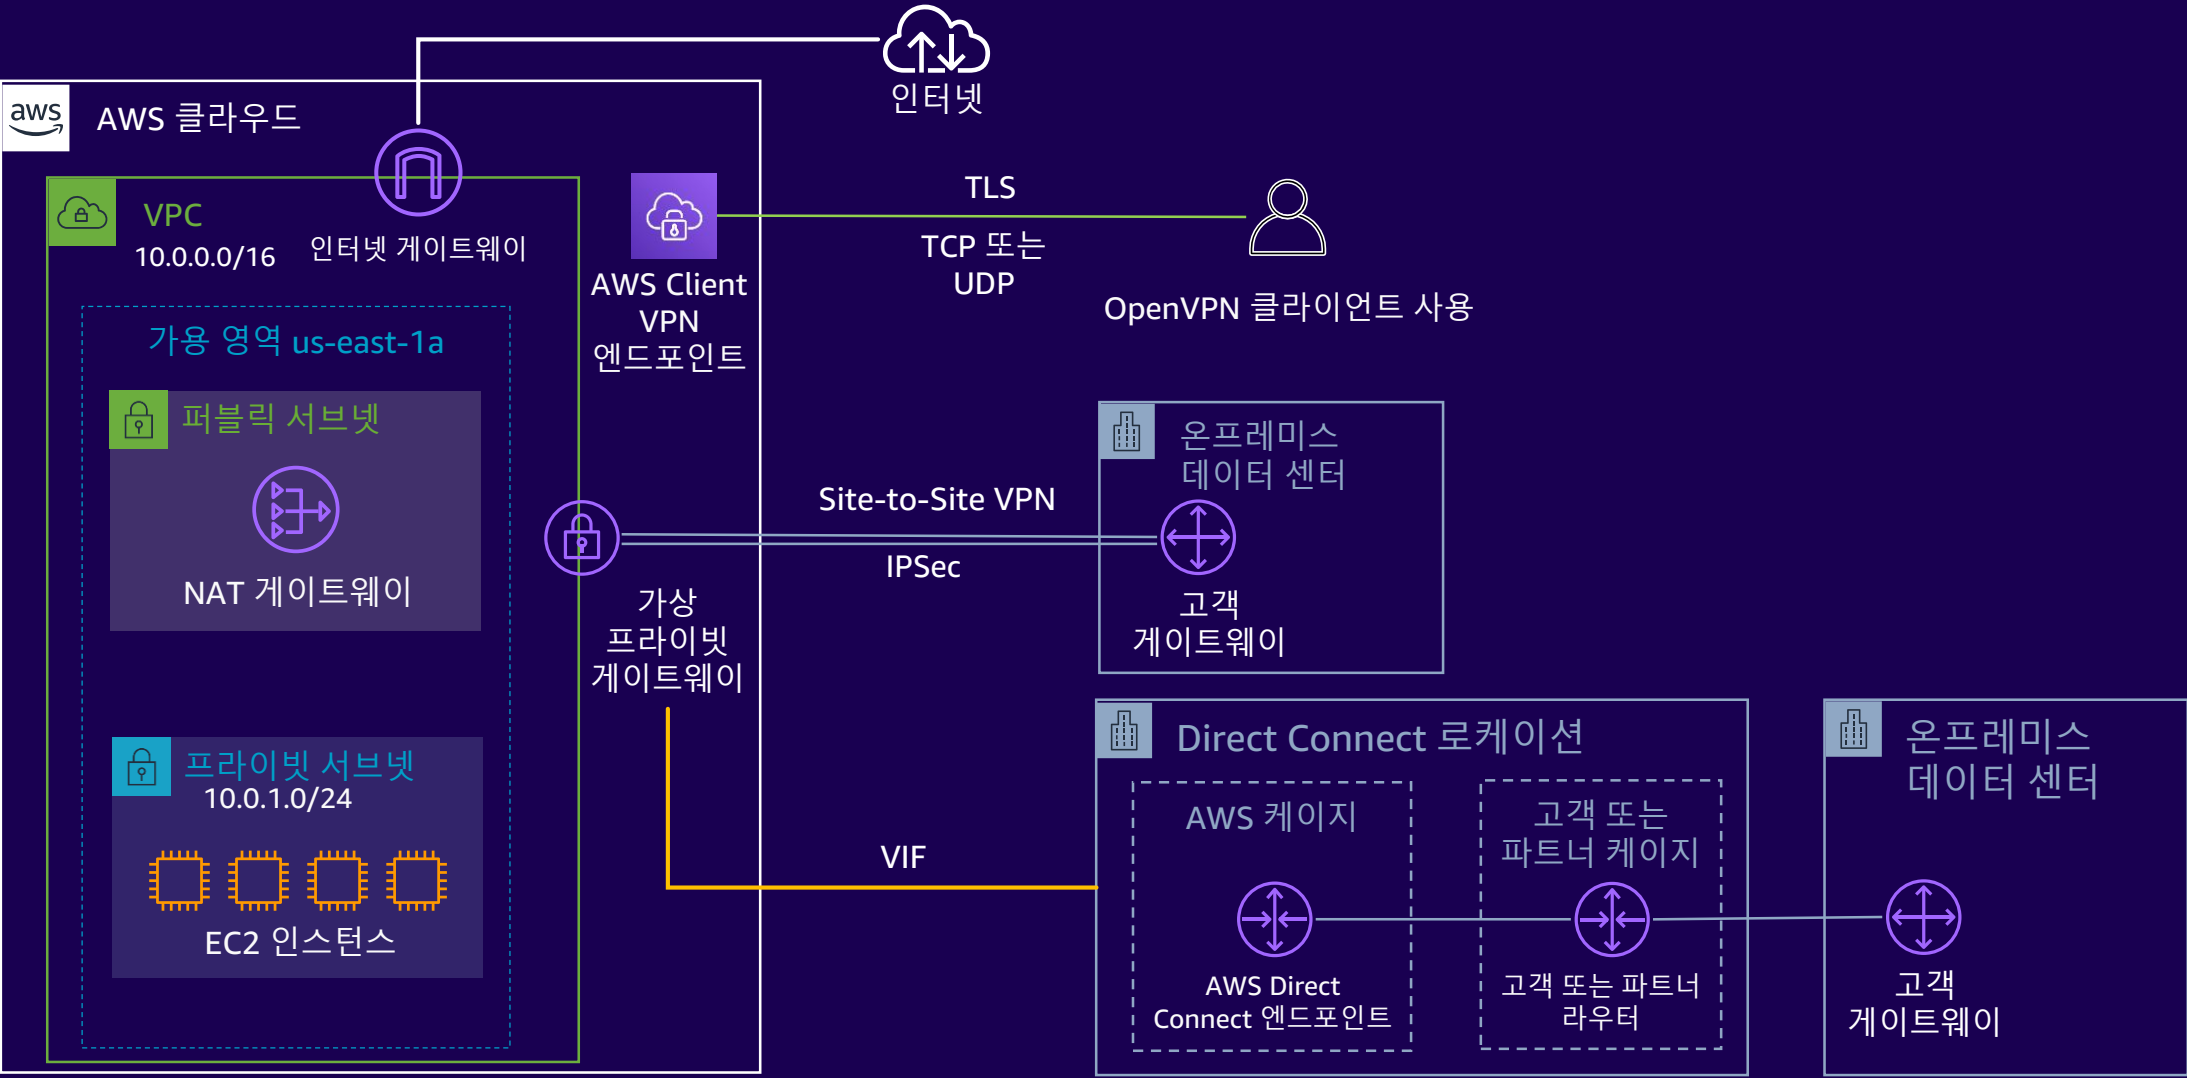 인터넷
aws
AWS 클라우드
VPC
10.0.0.0/16
인터넷 게이트웨이
가용 영역 us-east-1a
퍼블릭 서브넷
NAT 게이트웨이
프라이빗 서브넷
10.0.1.0/24
EC2 인스턴스
AWS Client
VPN
엔드포인트
TLS
TCP 또는
UDP
OpenVPN 클라이언트 사용
가상
프라이빗
게이트웨이
Site-to-Site VPN
IPSec
온프레미스
데이터 센터
고객
게이트웨이
VIF
Direct Connect 로케이션
AWS 케이지
AWS Direct
Connect 엔드포인트
고객 또는
파트너 케이지
고객 또는 파트너
라우터
온프레미스
데이터 센터
고객
게이트웨이